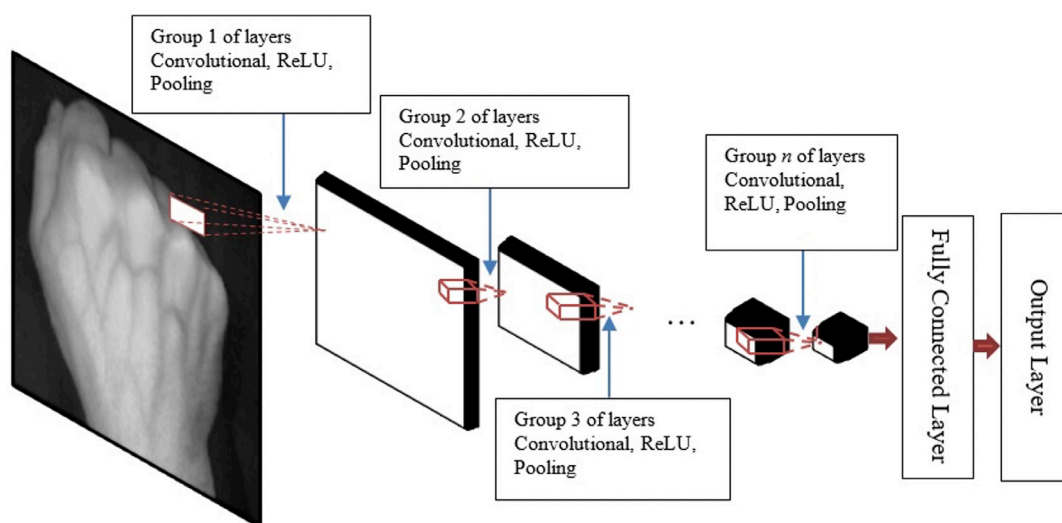 Group 1 of layers
Convolutional, ReLU,
Pooling
Group 2 of layers
Convolutional, ReLU,
Pooling
Group 3 of layers
Convolutional, ReLU,
Pooling
...
Group n of layers
Convolutional,
ReLU, Pooling
Fully Connected Layer
Output Layer